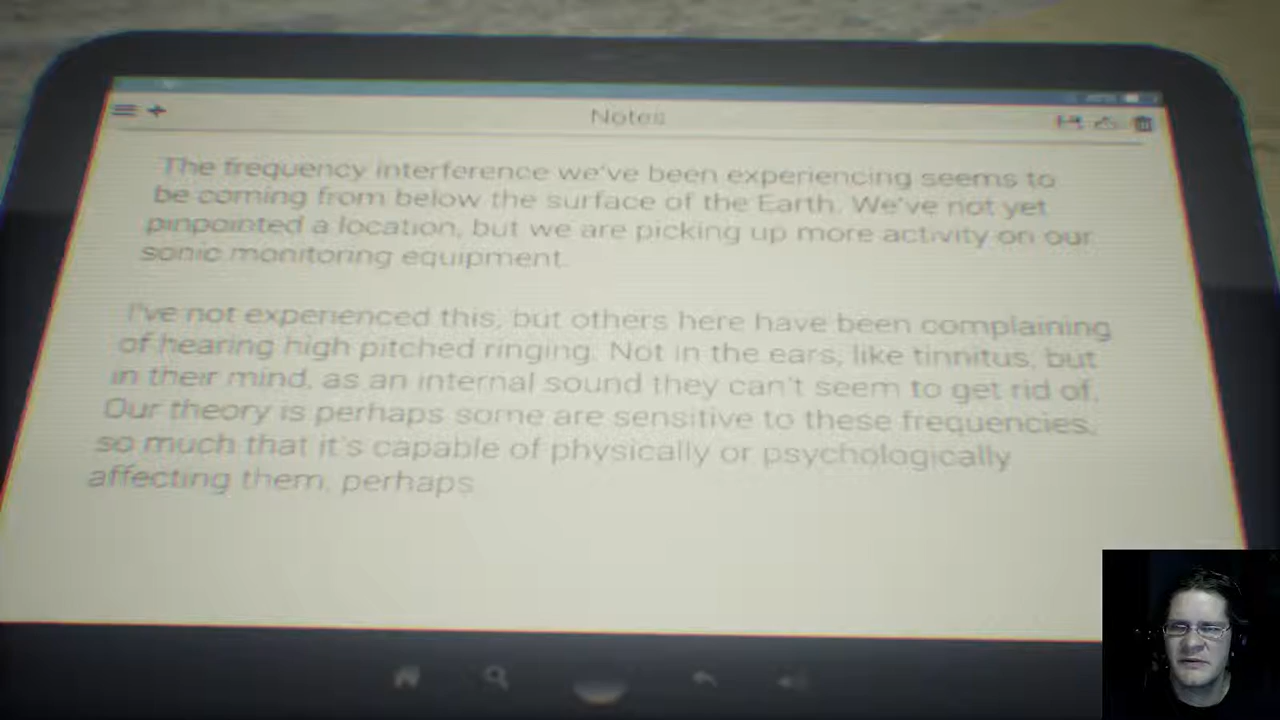 Notes
The frequency interference we've been experiencing seems to
be coming from below the surface of the Earth. We've not yet
pinpointed a location, but we are picking up more activity on our
sonic monitoring equipment.
I've not experienced this, but others here have been complaining
of hearing high pitched ringing. Not in the ears, like tinnitus, but
in their mind, as an internal sound they can't seem to get rid of.
Our theory is perhaps some are sensitive to these frequencies,
so much that it's capable of physically or psychologically
affecting them, perhaps